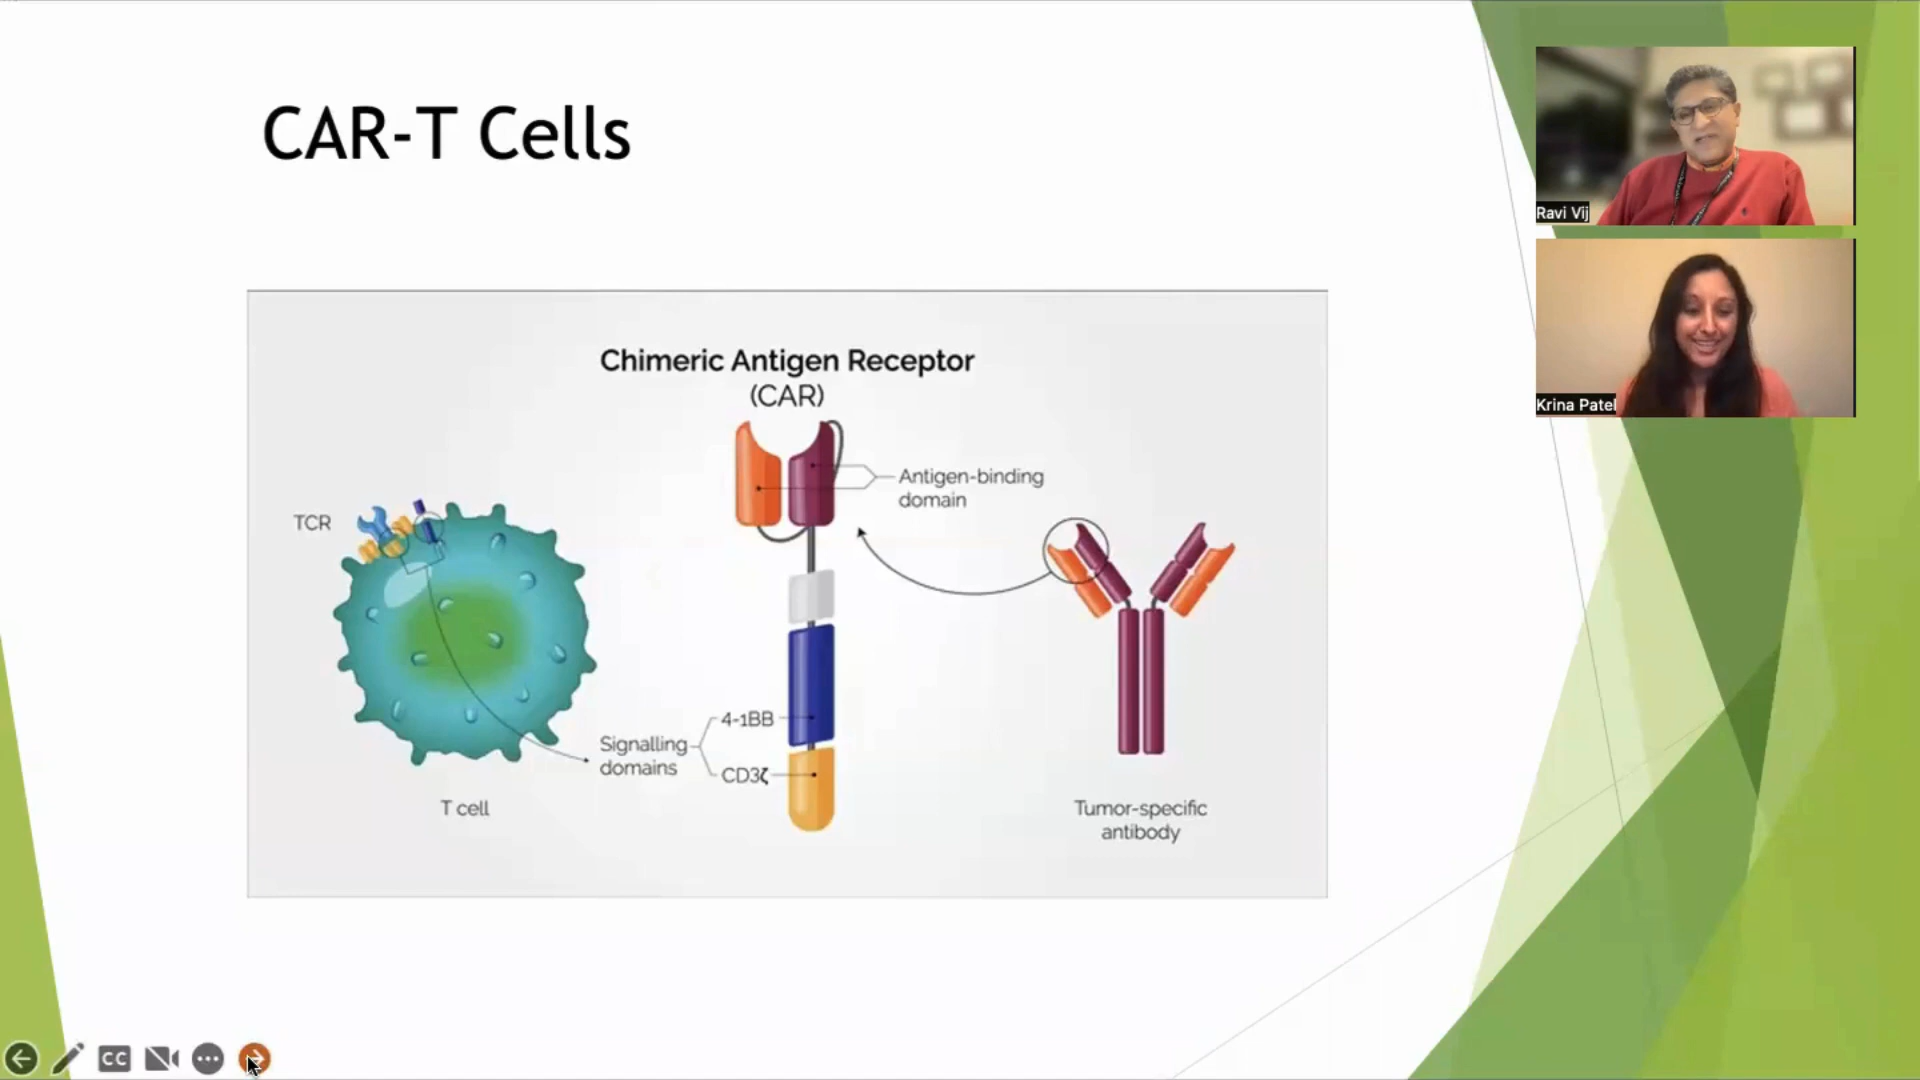 CAR-T Cells
Chimeric Antigen Receptor
(CAR)
Antigen-binding
domain
TCR
4-1BB
Signalling
domains
CD3ζ
T cell
Tumor-specific
antibody
Ravi Vij
Krina Patel
CC